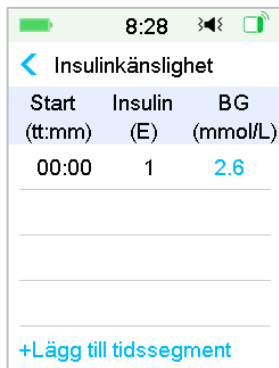 8:28
Insulinkänslighet
Start Insulin BG
(tt:mm) (E) (mmol/L)
00:00 1 2.6
+Lägg till tidssegment